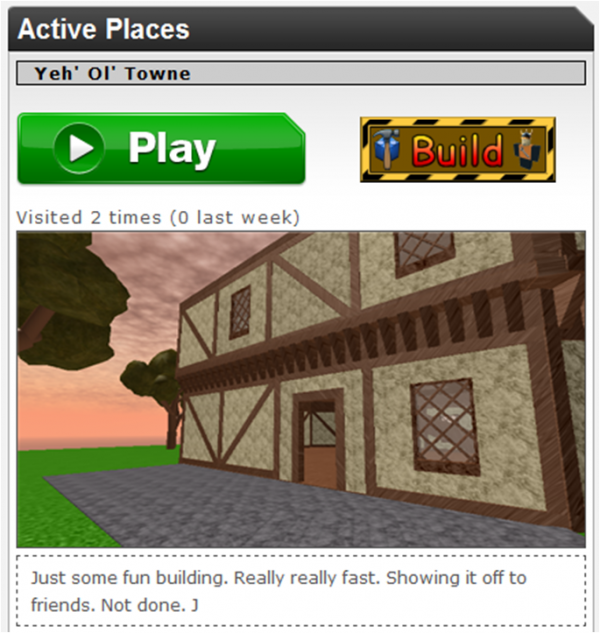 Active Places
Yeh' Ol' Towne
Play
Build
Visited 2 times (0 last week)
Just some fun building. Really really fast. Showing it off to
friends. Not done. J